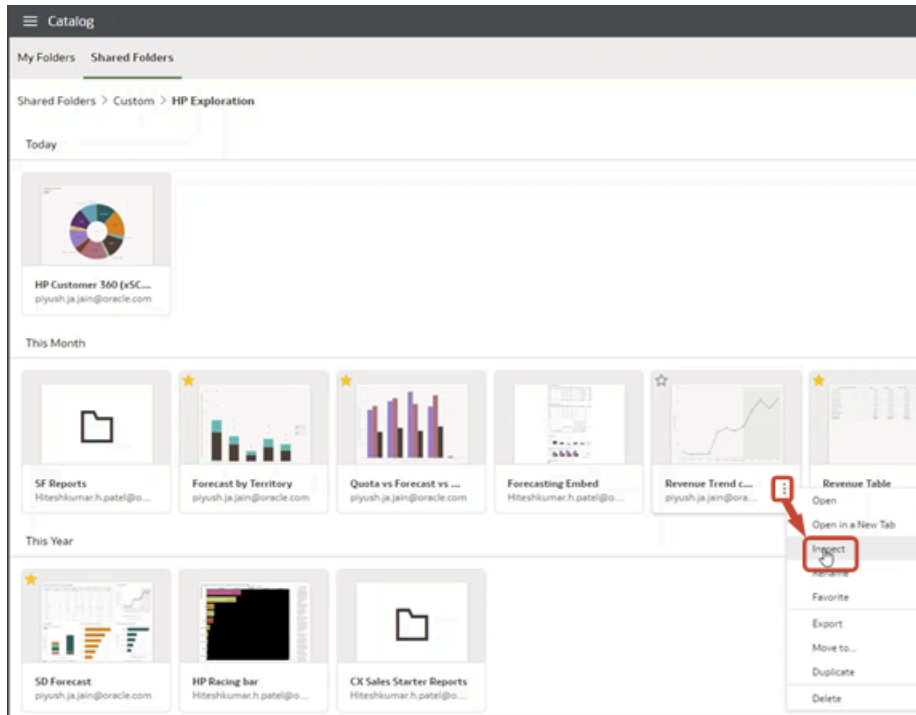 Catalog
My Folders Shared Folders
Shared Folders > Custom > HP Exploration
Today
HP Customer 360 (xSC....
piyush.ja.jain@oracle.com
This Month
SF Reports
Hiteshkumar.h.patel@o...
Forecast by Territory
piyush.ja.jain@oracle.com
Quota vs Forecast vs ....
piyush.ja.jain@oracle.com
Forecasting Embed
Hiteshkumar.h.patel@o...
Revenue Trend c....
piyush.ja.jain@ora...
Revenue Table
Open
Open in a New Tab
Inspect
Rename
Favorite
Export
Move to...
Duplicate
Delete
This Year
SD Forecast
piyush.ja.jain@oracle.com
HP Racing bar
Hiteshkumar.h.patel@o...
CX Sales Starter Reports
Hiteshkumar.h.patel@o...